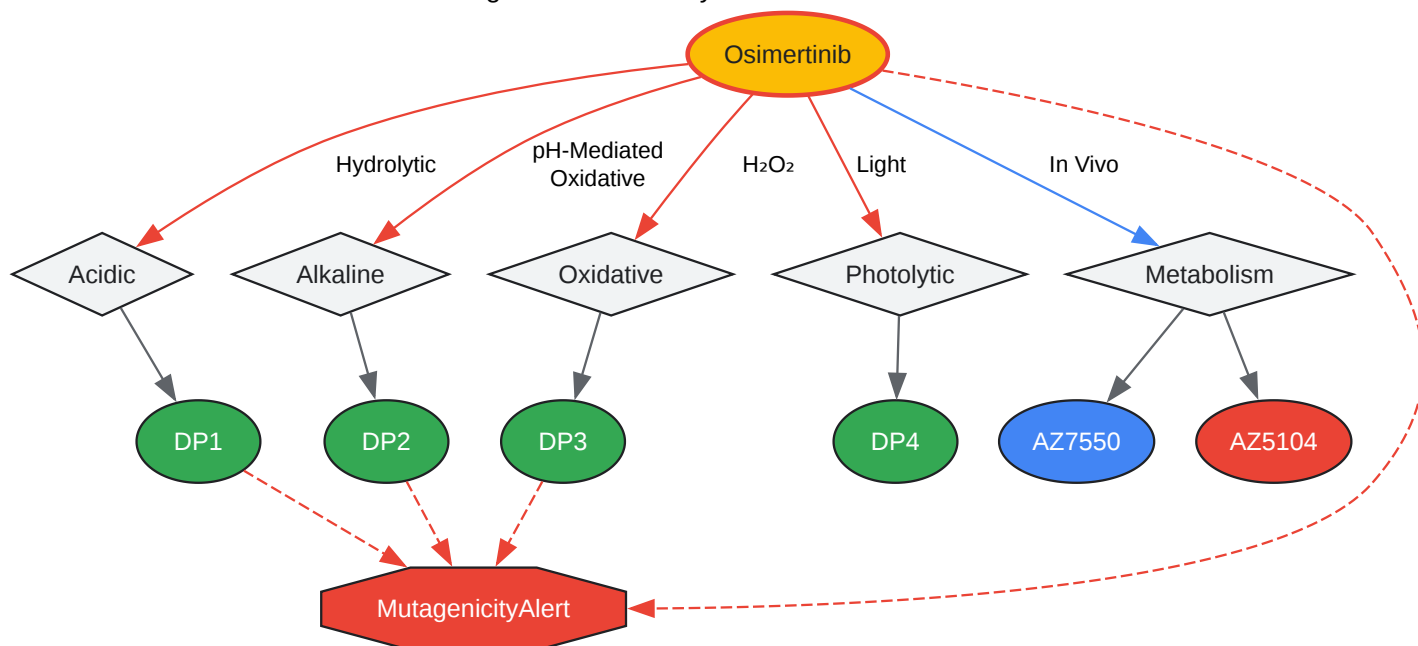 Osimertinib
Hydrolytic
pH-Mediated
Oxidative
H₂O₂
Light
In Vivo
Acidic
Alkaline
Oxidative
Photolytic
Metabolism
DP1
DP2
DP3
DP4
AZ7550
AZ5104
MutagenicityAlert